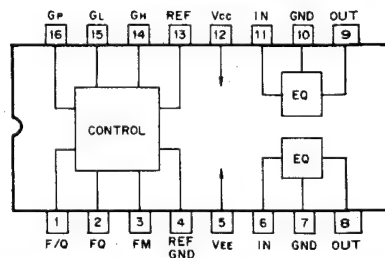 GP GL GH REF VCC IN GND OUT
16 15 14 13 12 11 10 9
EQ
CONTROL
EQ
1 2 3 4 5 6 7 8
F/Q FQ FM REF GND VEE IN GND OUT